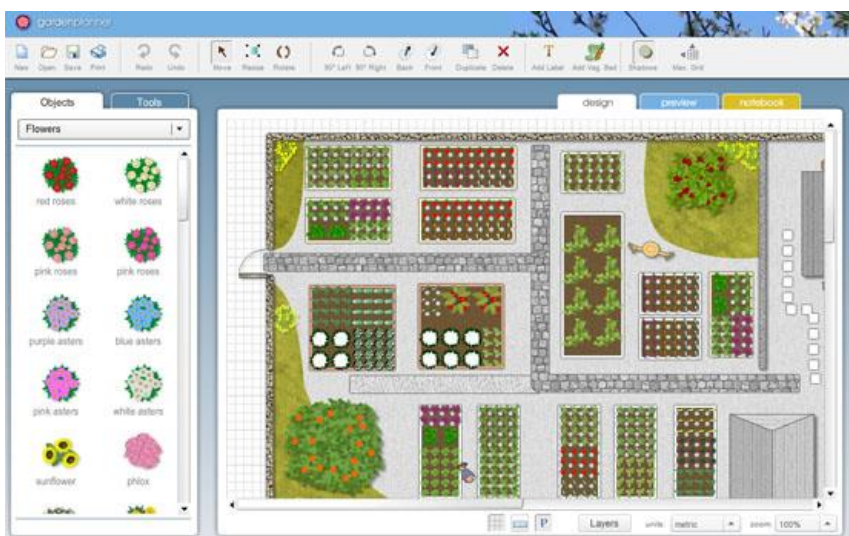 gardenplanner
New Open Save Print Redo Undo Move Resize Rotate 90° Left 90° Right Back Front Duplicate Delete Add Label Add Veg. Bed Shadows Max. Grid
Objects Tools
design preview notebook
Flowers
red roses white roses
pink roses pink roses
purple asters blue asters
pink asters white asters
sunflower phlox
P Layers units: metric zoom: 100%